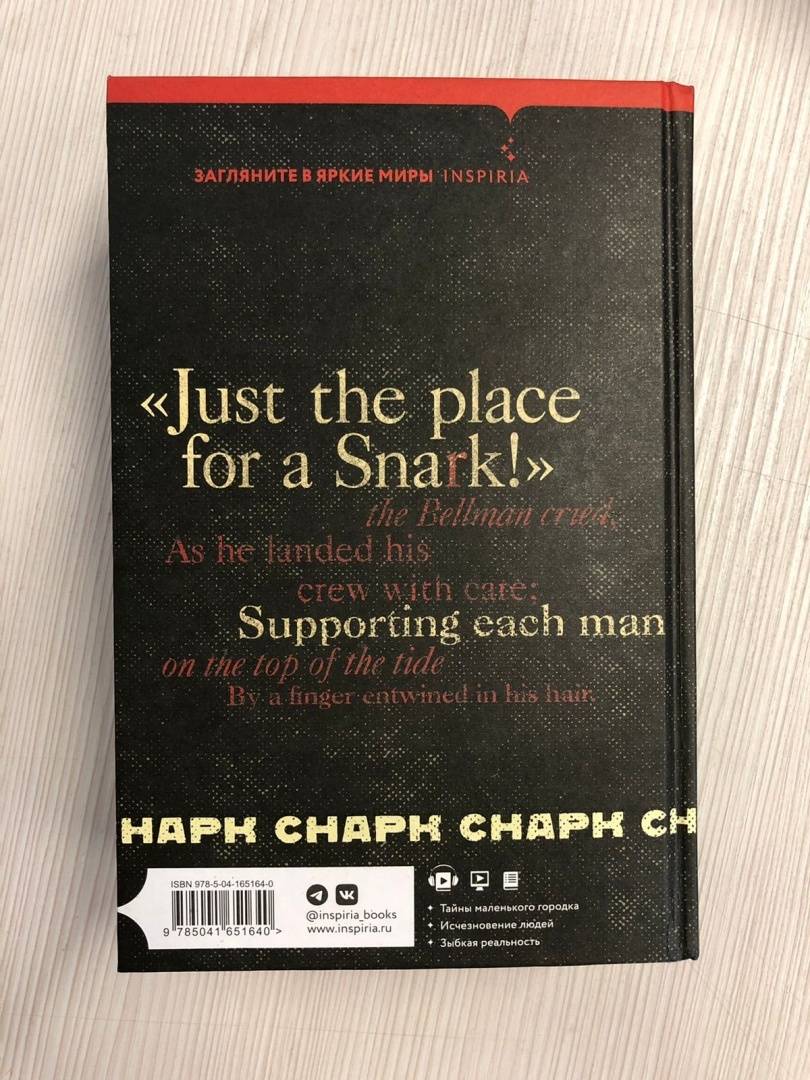 ЗАГЛЯНИТЕ В ЯРКИЕ МИРЫ INSPIRIA
«Just the place
for a Snark!»
the Bellman cried,
As he landed his
crew with care;
Supporting each man
on the top of the tide
By a finger entwined in his hair.
НАРК СНАРК СНАРК СН
ISBN 978-5-04-165164-0
9 785041 651640 >
@inspiria_books
www.inspiria.ru
Тайны маленького городка
Исчезновение людей
Зыбкая реальность